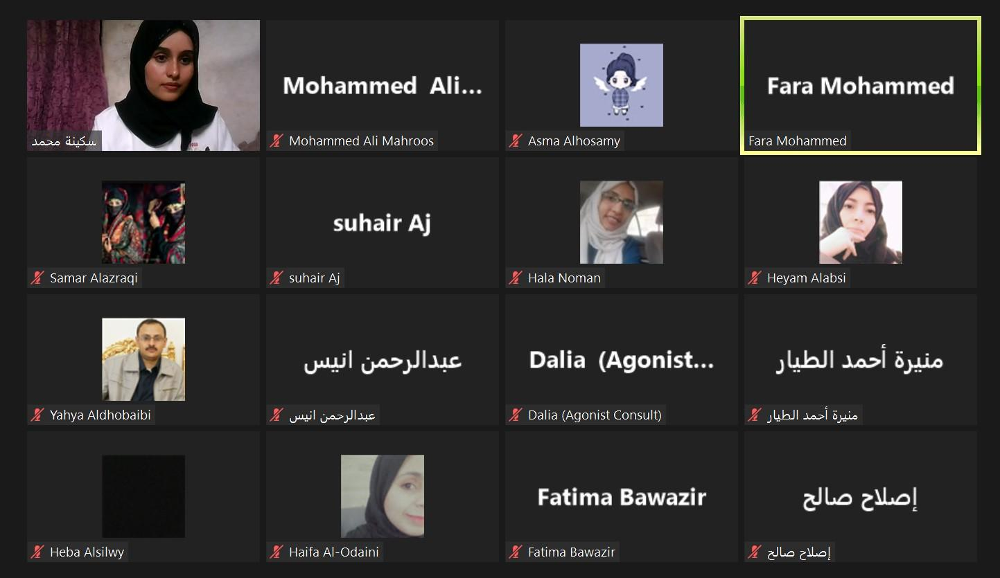 سكينة محمد
Mohammed Ali...
Mohammed Ali Mahroos
Asma Alhosamy
Fara Mohammed
Fara Mohammed
Samar Alazraqi
suhair Aj
suhair Aj
Hala Noman
Heyam Alabsi
Yahya Aldhobaibi
عبدالرحمن انيس
عبدالرحمن انيس
Dalia (Agonist...
Dalia (Agonist Consult)
منيرة أحمد الطيار
منيرة أحمد الطيار
Heba Alsilwy
Haifa Al-Odaini
Fatima Bawazir
Fatima Bawazir
إصلاح صالح
إصلاح صالح